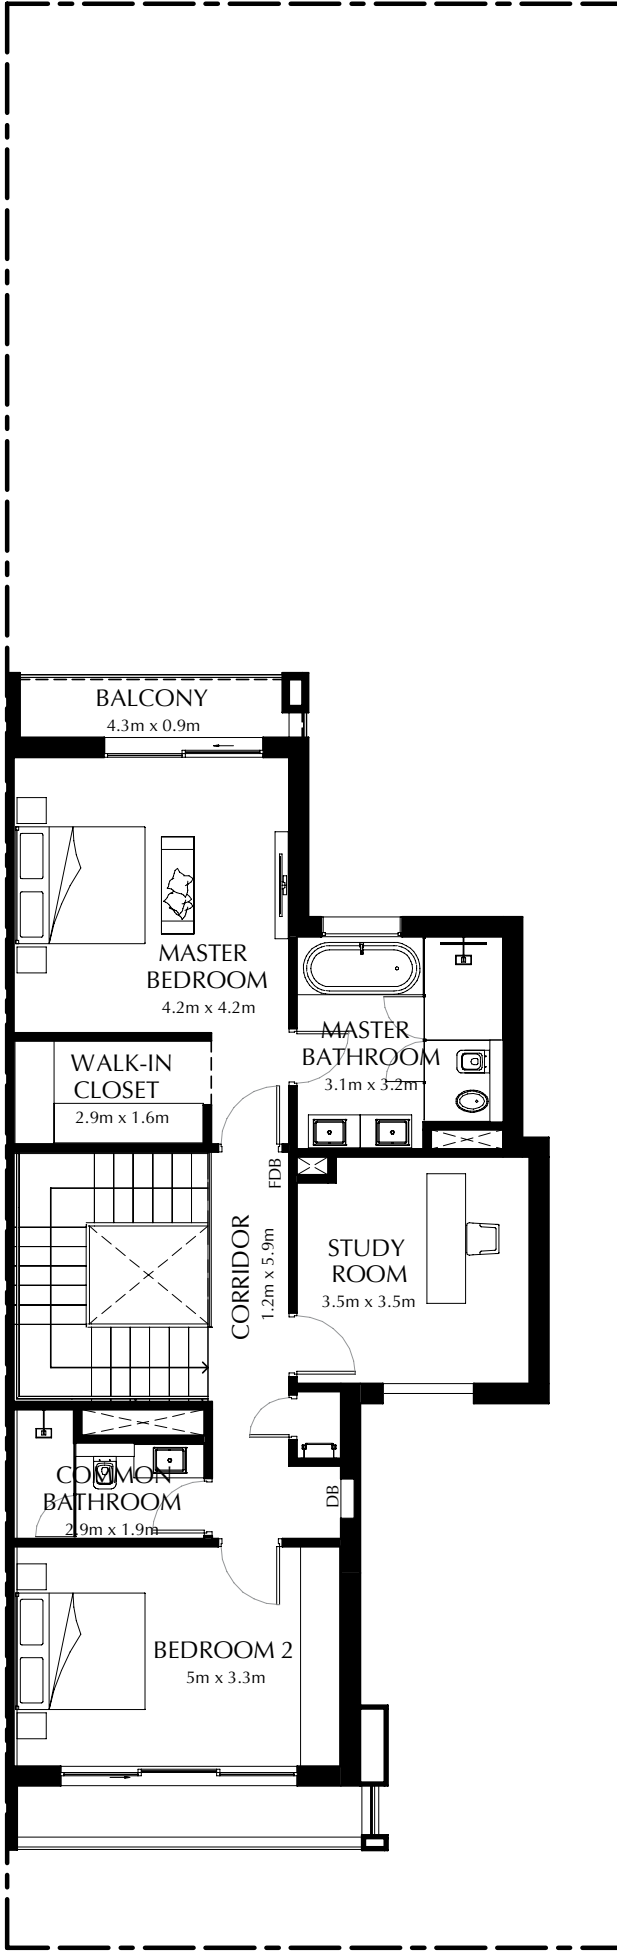 BALCONY
4.3m x 0.9m
MASTER
BEDROOM
4.2m x 4.2m
WALK-IN
CLOSET
2.9m x 1.6m
MASTER
BATHROOM
3.1m x 3.2m
FDB
CORRIDOR
1.2m x 5.9m
STUDY
ROOM
3.5m x 3.5m
COMMON
BATHROOM
2.9m x 1.9m
DB
BEDROOM 2
5m x 3.3m